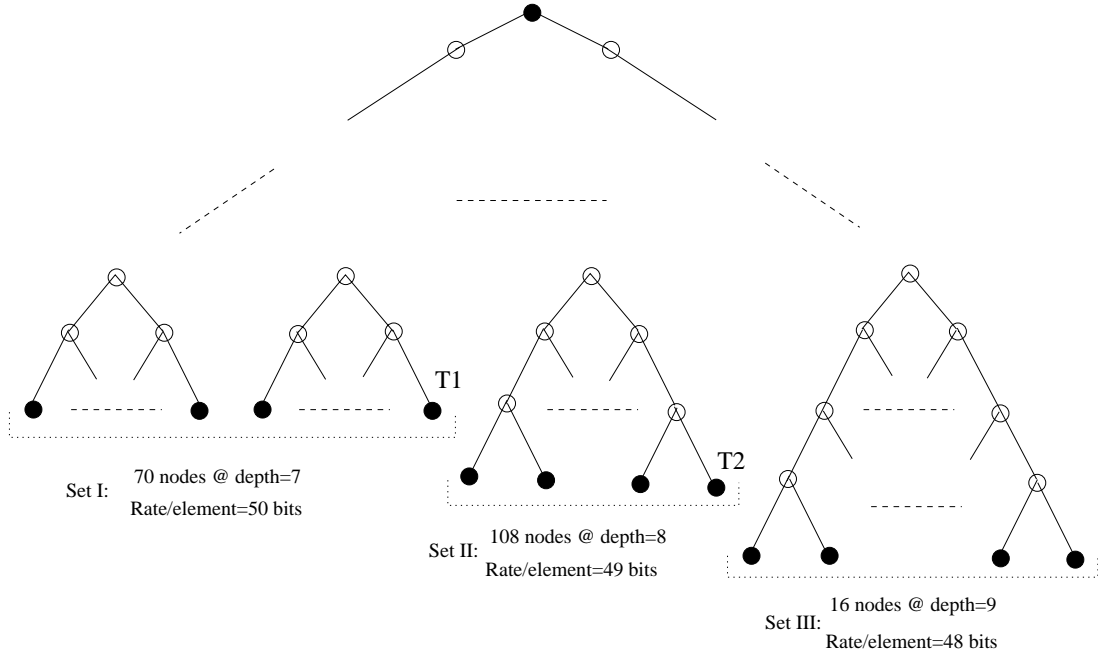 T1
T2
Set I: 70 nodes @ depth=7
Rate/element=50 bits
Set II: 108 nodes @ depth=8
Rate/element=49 bits
Set III: 16 nodes @ depth=9
Rate/element=48 bits